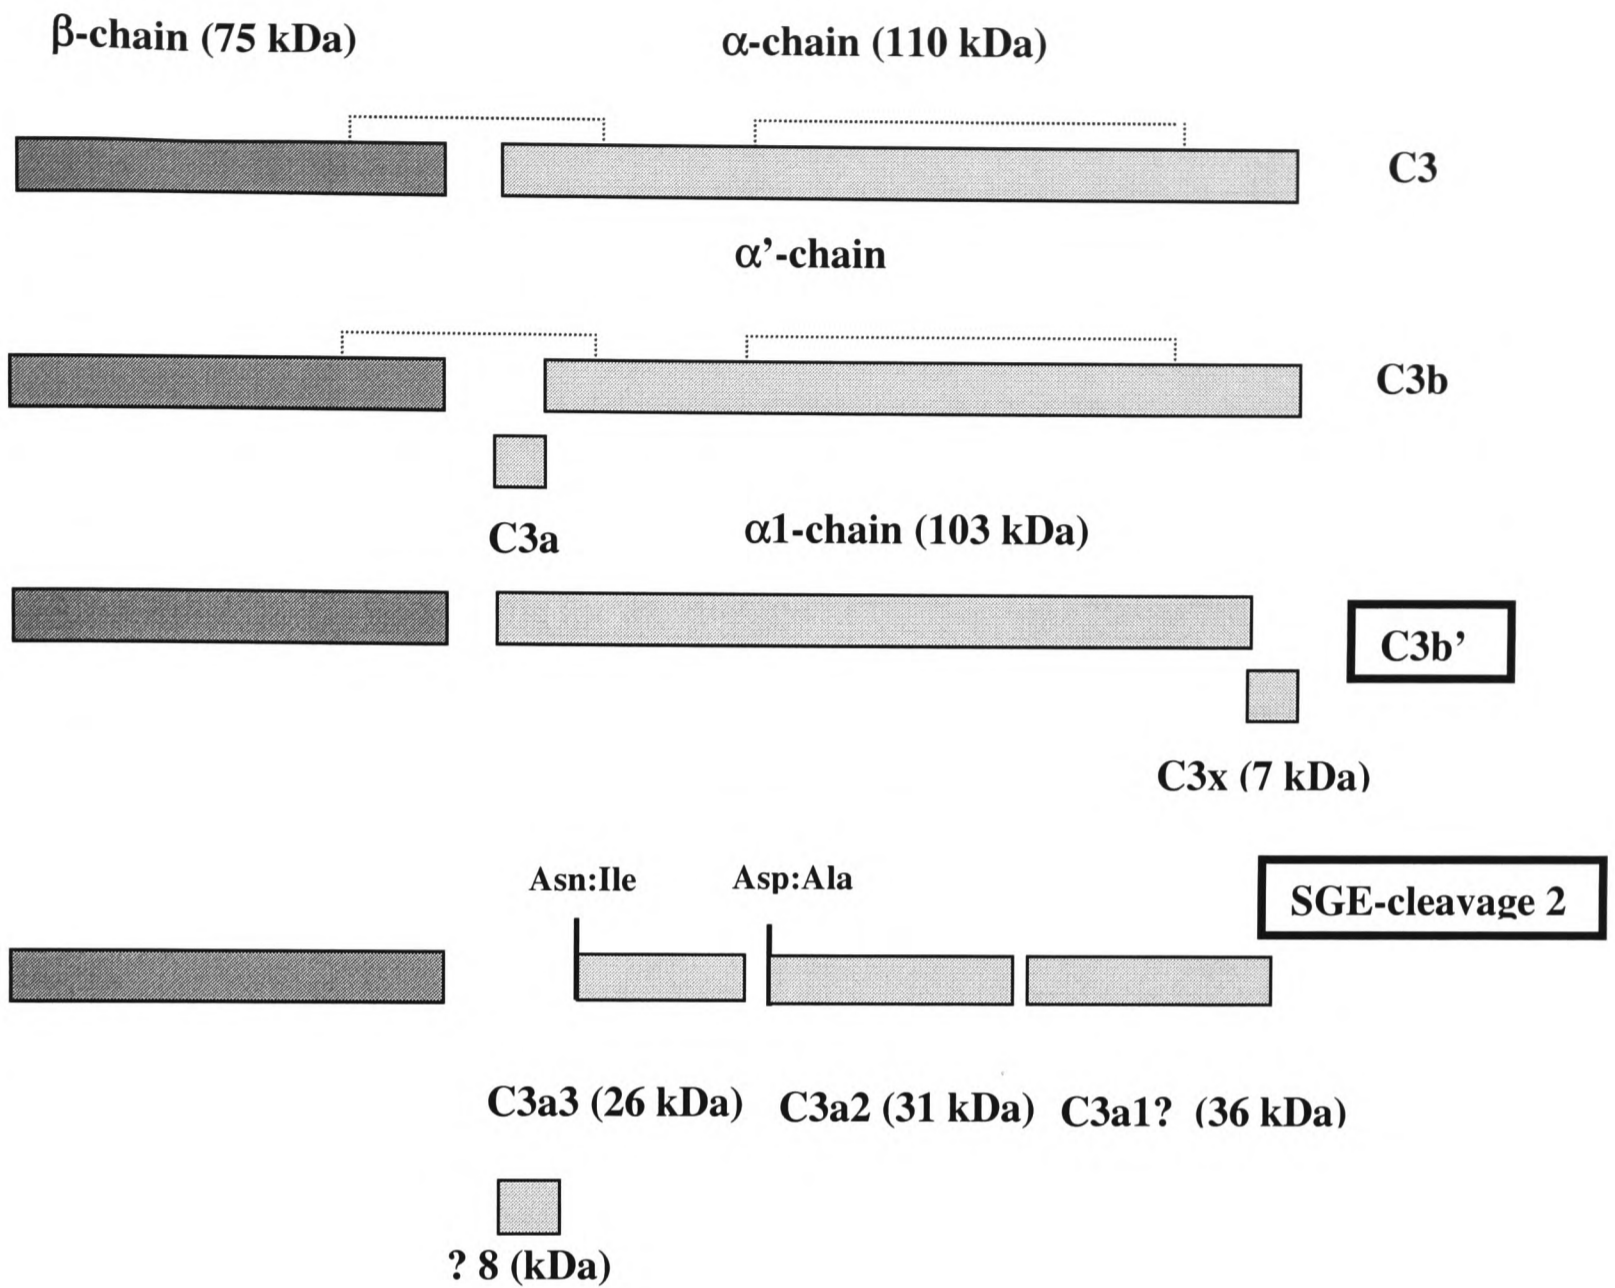 β-chain (75 kDa)
α-chain (110 kDa)
C3
α’-chain
C3b
C3a
α1-chain (103 kDa)
C3b’
C3x (7 kDa)
Asn:Ile
Asp:Ala
SGE-cleavage 2
C3a3 (26 kDa)
C3a2 (31 kDa)
C3a1? (36 kDa)
? 8 (kDa)